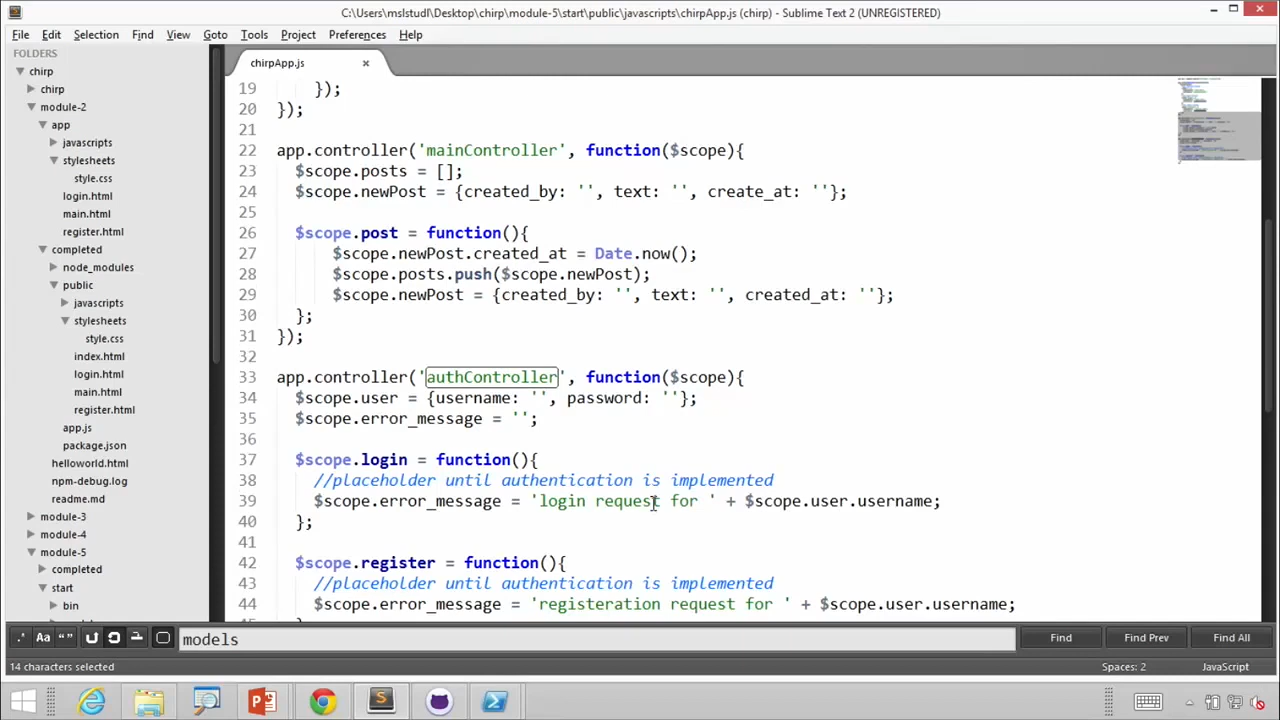 C:\Users\mslstudI\Desktop\chirp\module-5\start\public\javascripts\chirpApp.js (chirp) - Sublime Text 2 (UNREGISTERED)
File Edit Selection Find View Goto Tools Project Preferences Help
FOLDERS
chirp
chirp
module-2
app
javascripts
stylesheets
style.css
login.html
main.html
register.html
completed
node_modules
public
javascripts
stylesheets
style.css
index.html
login.html
main.html
register.html
app.js
package.json
helloworld.html
npm-debug.log
readme.md
module-3
module-4
module-5
completed
start
bin
chirpApp.js
19 });
20 });
21
22 app.controller('mainController', function($scope){
23 $scope.posts = [];
24 $scope.newPost = {created_by: '', text: '', create_at: ''};
25
26 $scope.post = function(){
27 $scope.newPost.created_at = Date.now();
28 $scope.posts.push($scope.newPost);
29 $scope.newPost = {created_by: '', text: '', created_at: ''};
30 };
31 });
32
33 app.controller('authController', function($scope){
34 $scope.user = {username: '', password: ''};
35 $scope.error_message = '';
36
37 $scope.login = function(){
38 //placeholder until authentication is implemented
39 $scope.error_message = 'login request for ' + $scope.user.username;
40 };
41
42 $scope.register = function(){
43 //placeholder until authentication is implemented
44 $scope.error_message = 'registeration request for ' + $scope.user.username;
.* Aa “”
models
Find Find Prev Find All
14 characters selected
Spaces: 2 JavaScript